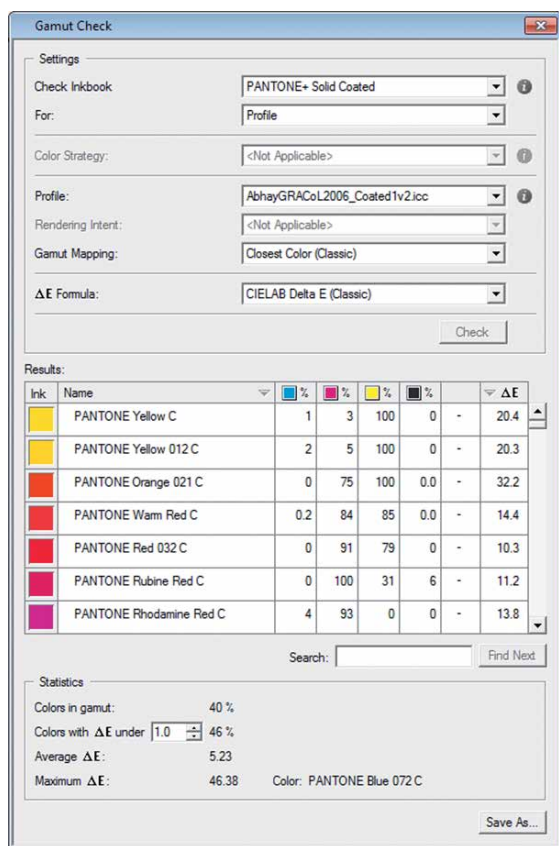 Gamut Check
Settings
Check Inkbook PANTONE+ Solid Coated
For: Profile
Color Strategy: <Not Applicable>
Profile: AbhayGRACoL2006_Coated1v2.icc
Rendering Intent: <Not Applicable>
Gamut Mapping: Closest Color (Classic)
ΔE Formula: CIELAB Delta E (Classic)
Check
Results:
Ink Name % % % % ΔE
PANTONE Yellow C 1 3 100 0 - 20.4
PANTONE Yellow 012 C 2 5 100 0 - 20.3
PANTONE Orange 021 C 0 75 100 0.0 - 32.2
PANTONE Warm Red C 0.2 84 85 0.0 - 14.4
PANTONE Red 032 C 0 91 79 0 - 10.3
PANTONE Rubine Red C 0 100 31 6 - 11.2
PANTONE Rhodamine Red C 4 93 0 0 - 13.8
Search: Find Next
Statistics
Colors in gamut: 40 %
Colors with ΔE under 1.0 46 %
Average ΔE: 5.23
Maximum ΔE: 46.38 Color: PANTONE Blue 072 C
Save As...